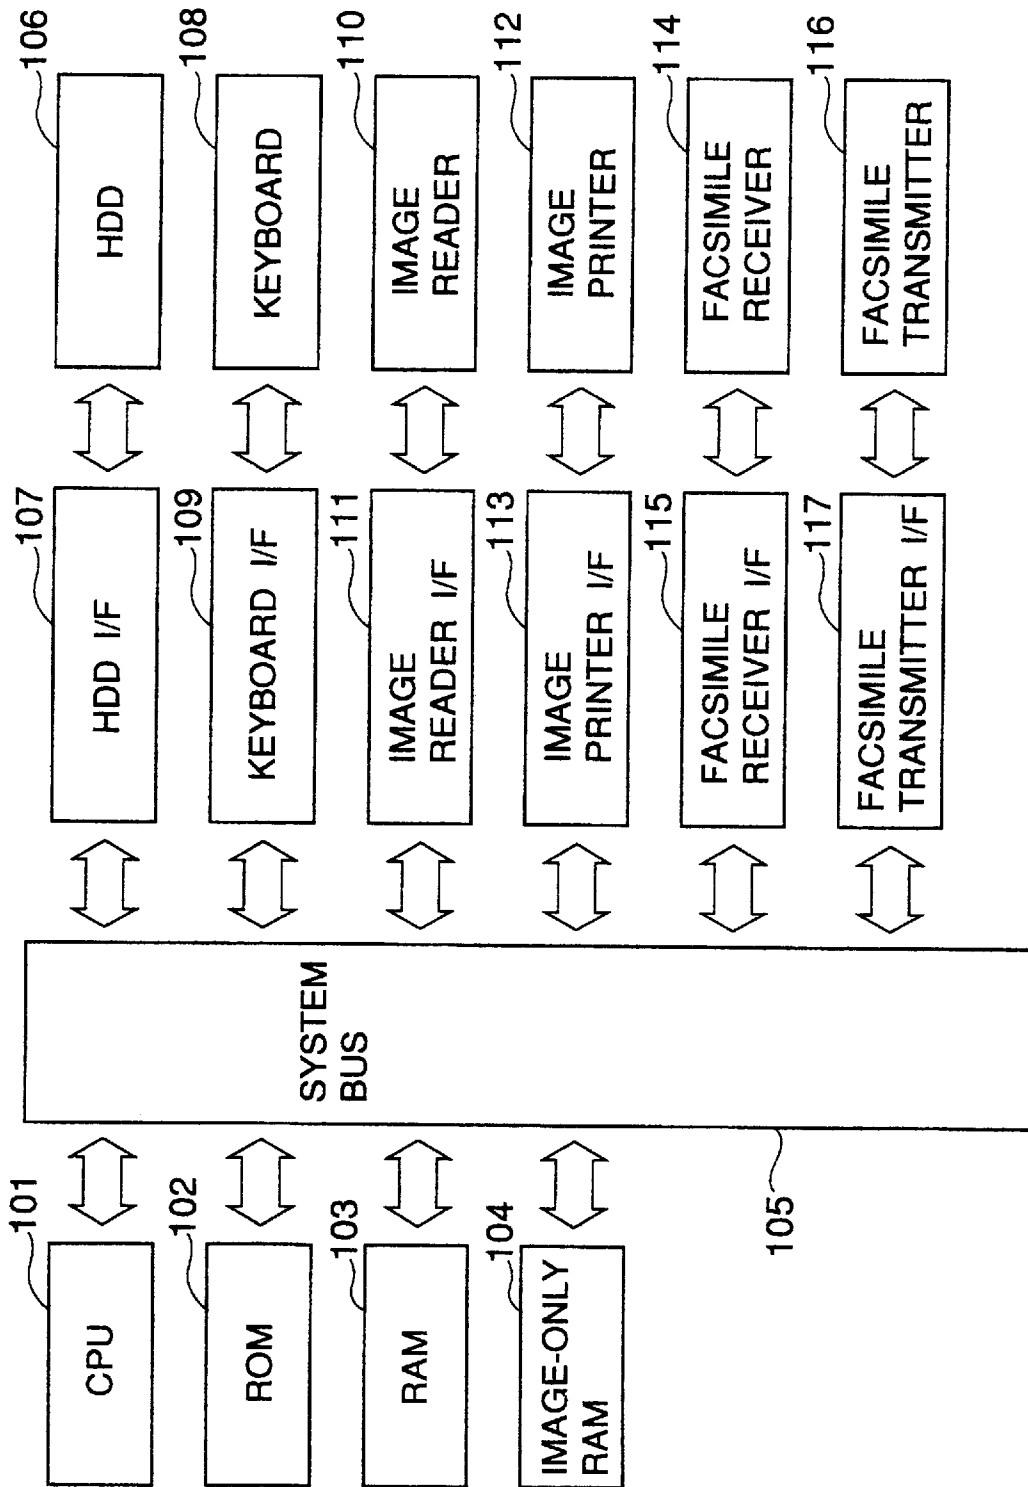 101
CPU
102
ROM
103
RAM
104
IMAGE-ONLY
RAM
SYSTEM
BUS
105
107
HDD I/F
109
KEYBOARD I/F
111
IMAGE
READER I/F
113
IMAGE
PRINTER I/F
115
FACSIMILE
RECEIVER I/F
117
FACSIMILE
TRANSMITTER I/F
106
HDD
108
KEYBOARD
110
IMAGE
READER
112
IMAGE
PRINTER
114
FACSIMILE
RECEIVER
116
FACSIMILE
TRANSMITTER